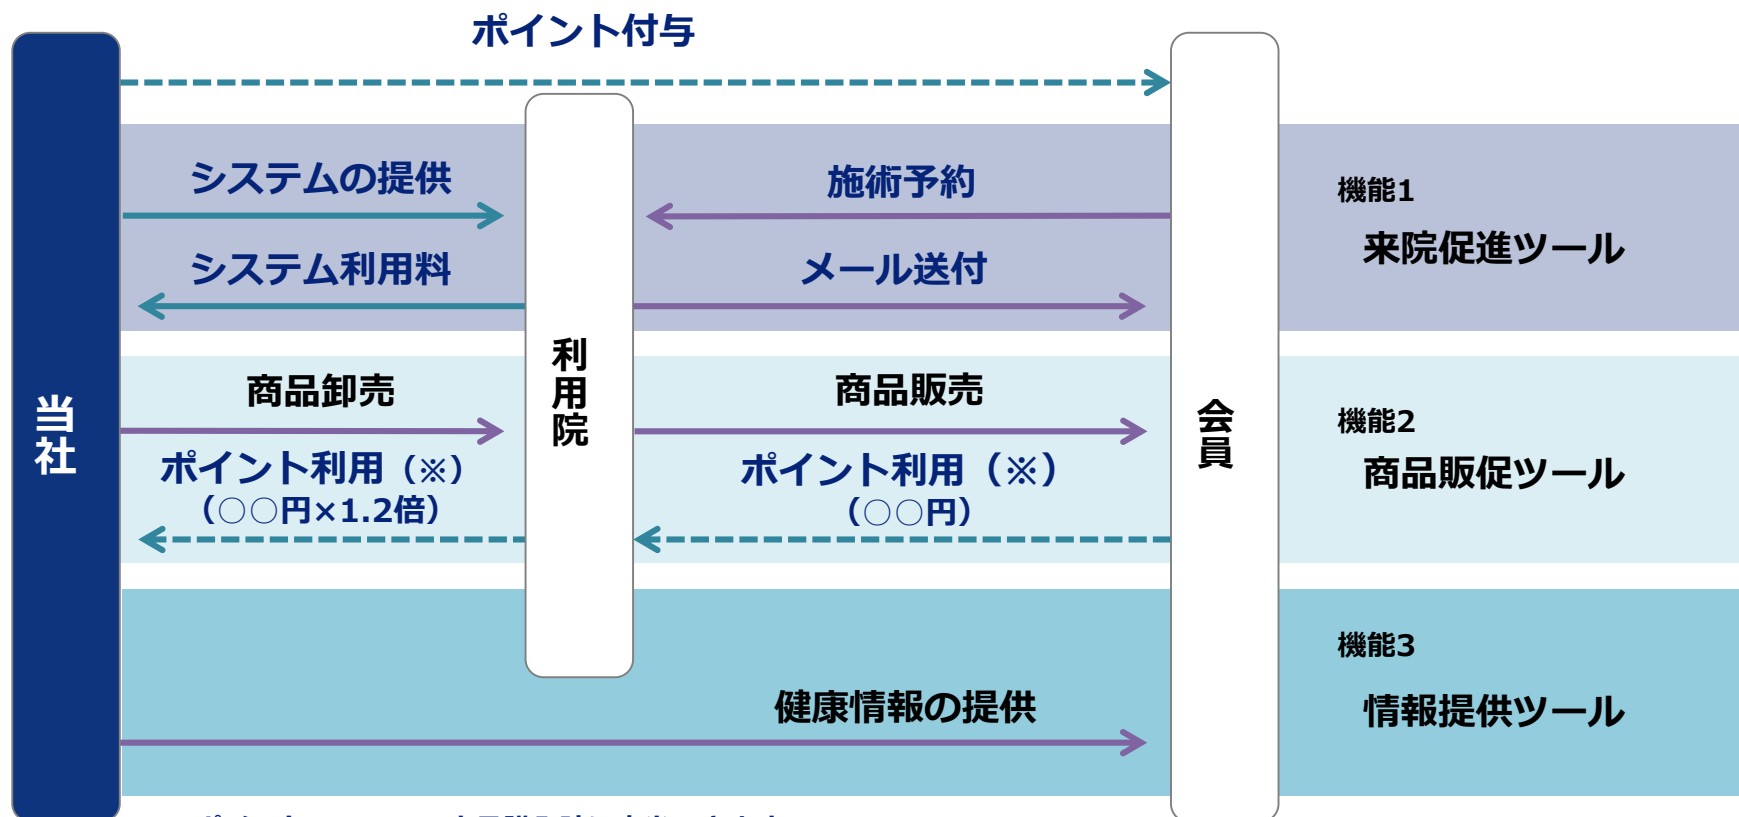 ポイント付与
当社
利用院
会員
システムの提供
施術予約
機能1
来院促進ツール
システム利用料
メール送付
商品卸売
商品販売
機能2
商品販促ツール
ポイント利用（※）
（○○円×1.2倍）
ポイント利用（※）
（○○円）
機能3
情報提供ツール
健康情報の提供